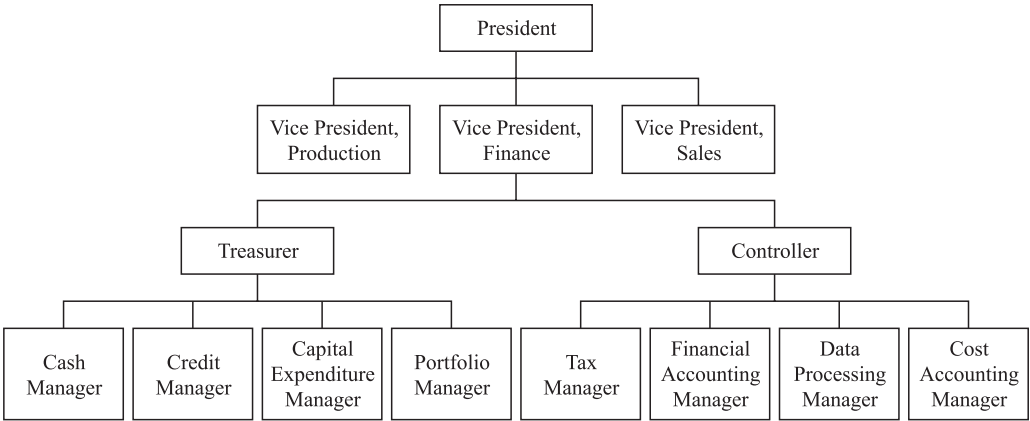 President
Vice President,
Production
Vice President,
Finance
Vice President,
Sales
Treasurer
Controller
Cash
Manager
Credit
Manager
Capital
Expenditure
Manager
Portfolio
Manager
Tax
Manager
Financial
Accounting
Manager
Data
Processing
Manager
Cost
Accounting
Manager